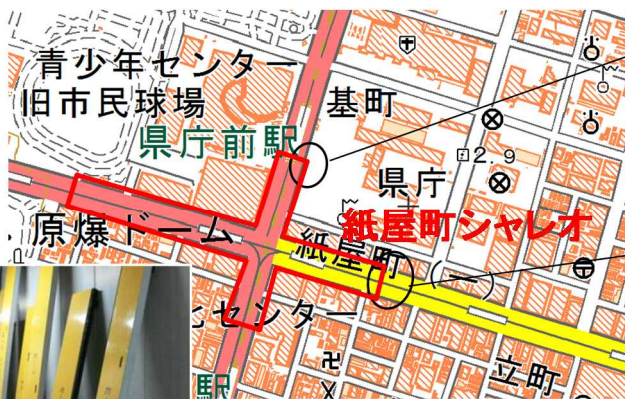 青少年センター
旧市民球場
基町
県庁前駅
2.9
県庁
原爆ドーム
紙屋町シャレオ
紙屋町(一)
化センター
立町
駅